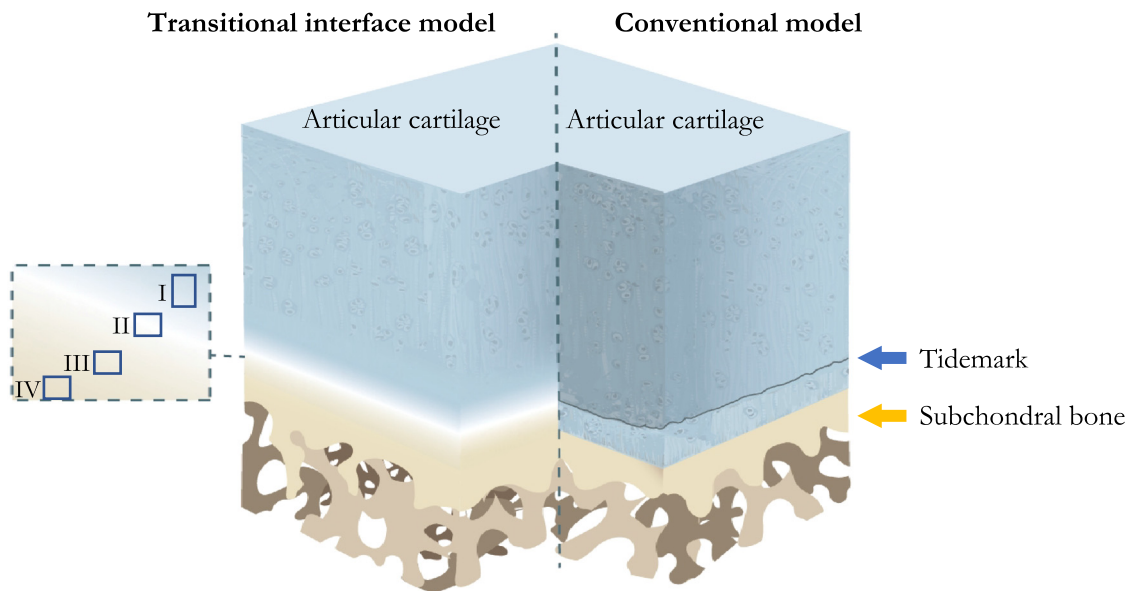 Transitional interface model
Conventional model
Articular cartilage
Articular cartilage
I
II
III
IV
Tidemark
Subchondral bone